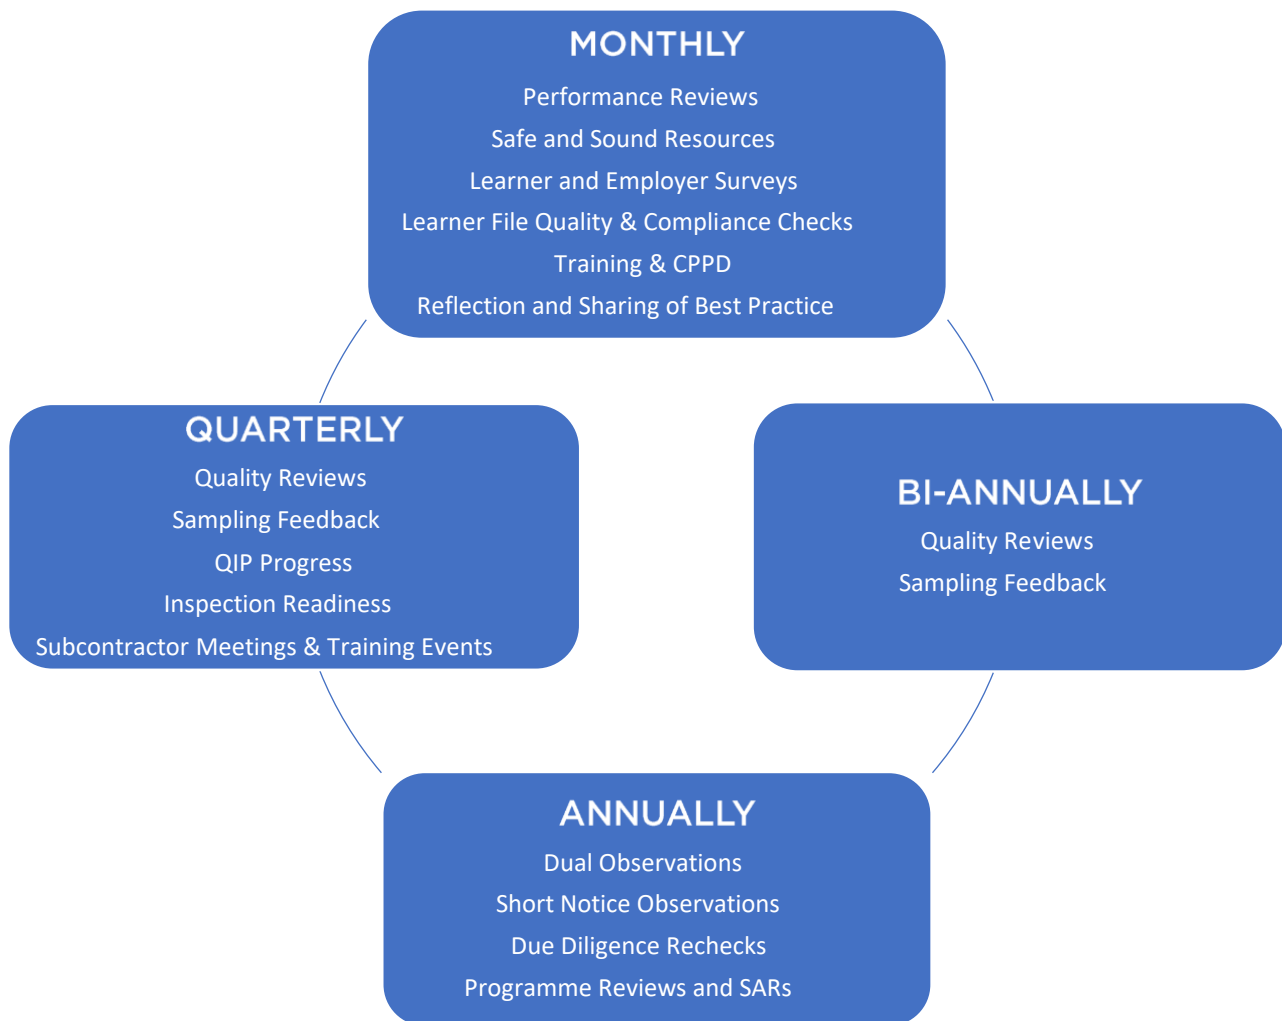 MONTHLY
Performance Reviews
Safe and Sound Resources
Learner and Employer Surveys
Learner File Quality & Compliance Checks
Training & CPPD
Reflection and Sharing of Best Practice
QUARTERLY
Quality Reviews
Sampling Feedback
QIP Progress
Inspection Readiness
Subcontractor Meetings & Training Events
BI-ANNUALLY
Quality Reviews
Sampling Feedback
ANNUALLY
Dual Observations
Short Notice Observations
Due Diligence Rechecks
Programme Reviews and SARs